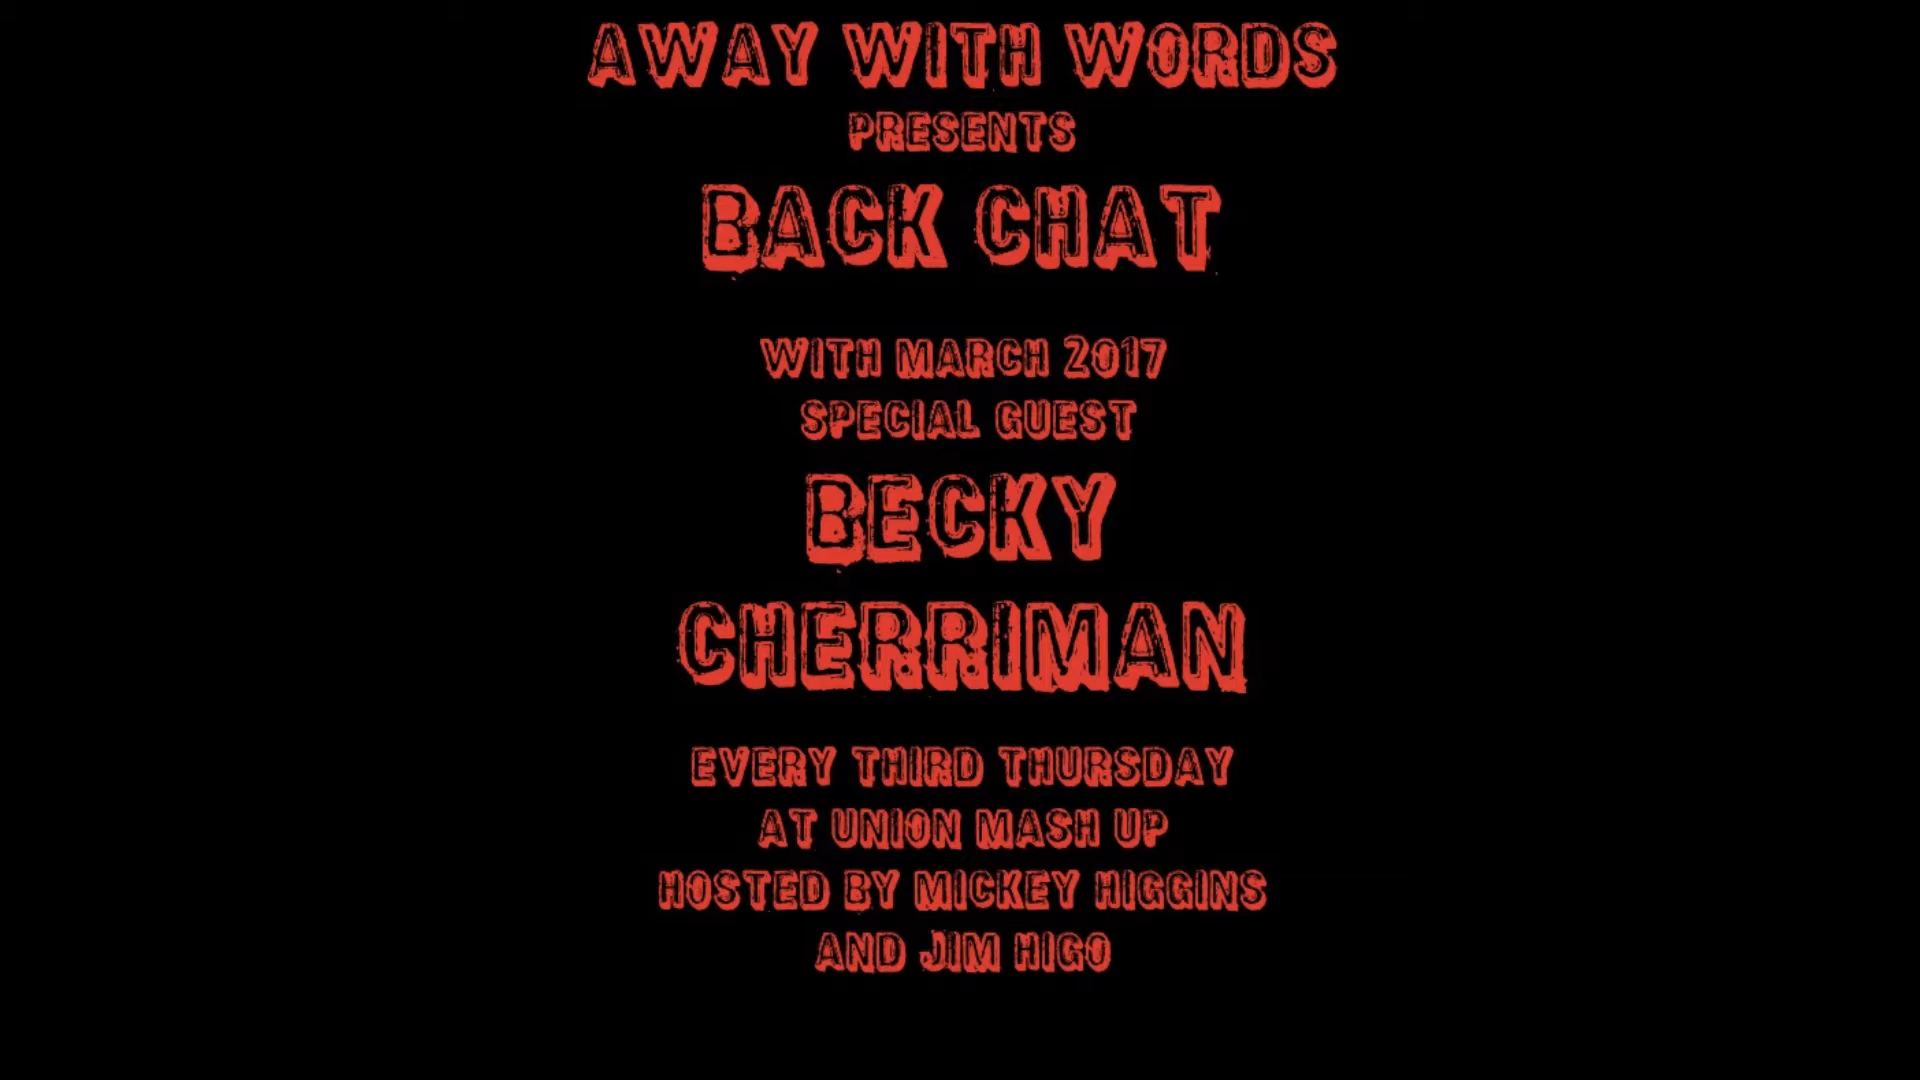 AWAY WITH WORDS
PRESENTS
BACK CHAT
WITH MARCH 2017
SPECIAL GUEST
BECKY
CHERRIMAN
EVERY THIRD THURSDAY
AT UNION MASH UP
HOSTED BY MICKEY HIGGINS
AND JIM HIGO